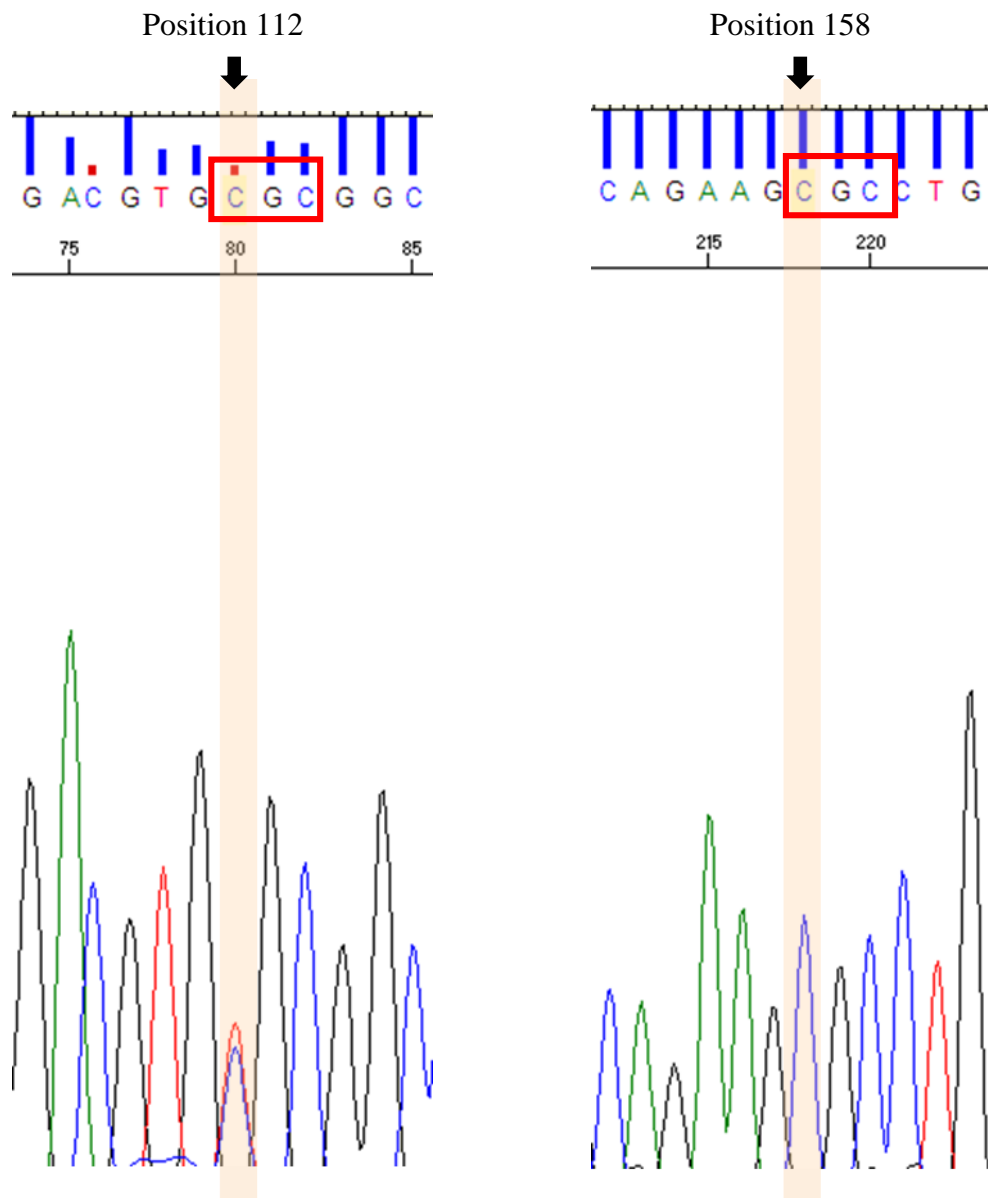 Position 112
Position 158
G A C G T G C G C G G C
C A G A A G C G C C T G
75 80 85
215 220